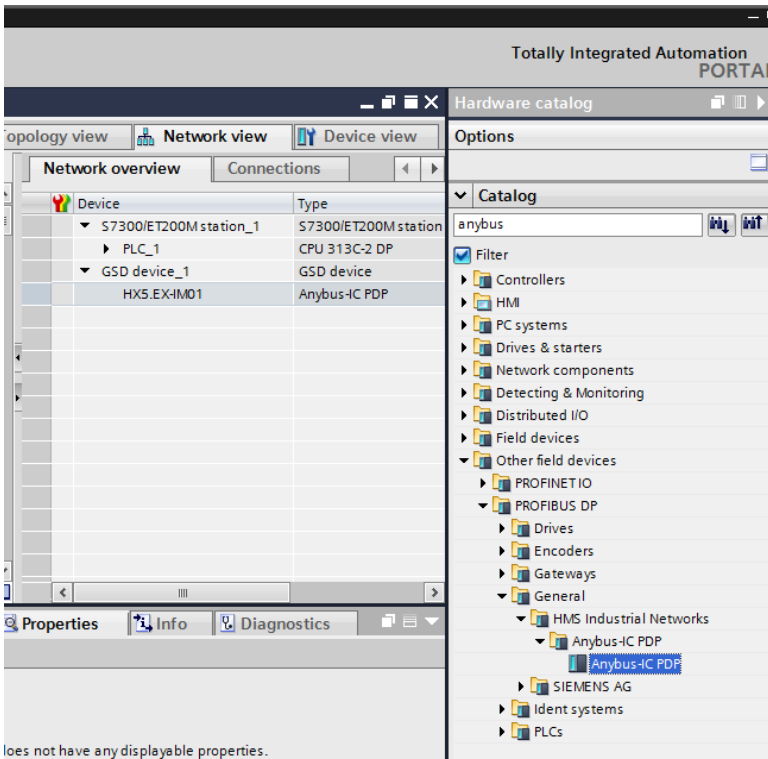 Totally Integrated Automation
PORTAL
Hardware catalog
Topology view
Network view
Device view
Options
Network overview
Connections
Catalog
Device
Type
anybus
S7300/ET200M station_1
S7300/ET200M station
PLC_1
CPU 313C-2 DP
Filter
GSD device_1
GSD device
Controllers
HX5.EX-IM01
Anybus-IC PDP
HMI
PC systems
Drives & starters
Network components
Detecting & Monitoring
Distributed I/O
Field devices
Other field devices
PROFINET IO
PROFIBUS DP
Drives
Encoders
Gateways
General
HMS Industrial Networks
Anybus-IC PDP
Anybus-IC PDP
SIEMENS AG
Ident systems
PLCs
Properties
Info
Diagnostics
does not have any displayable properties.